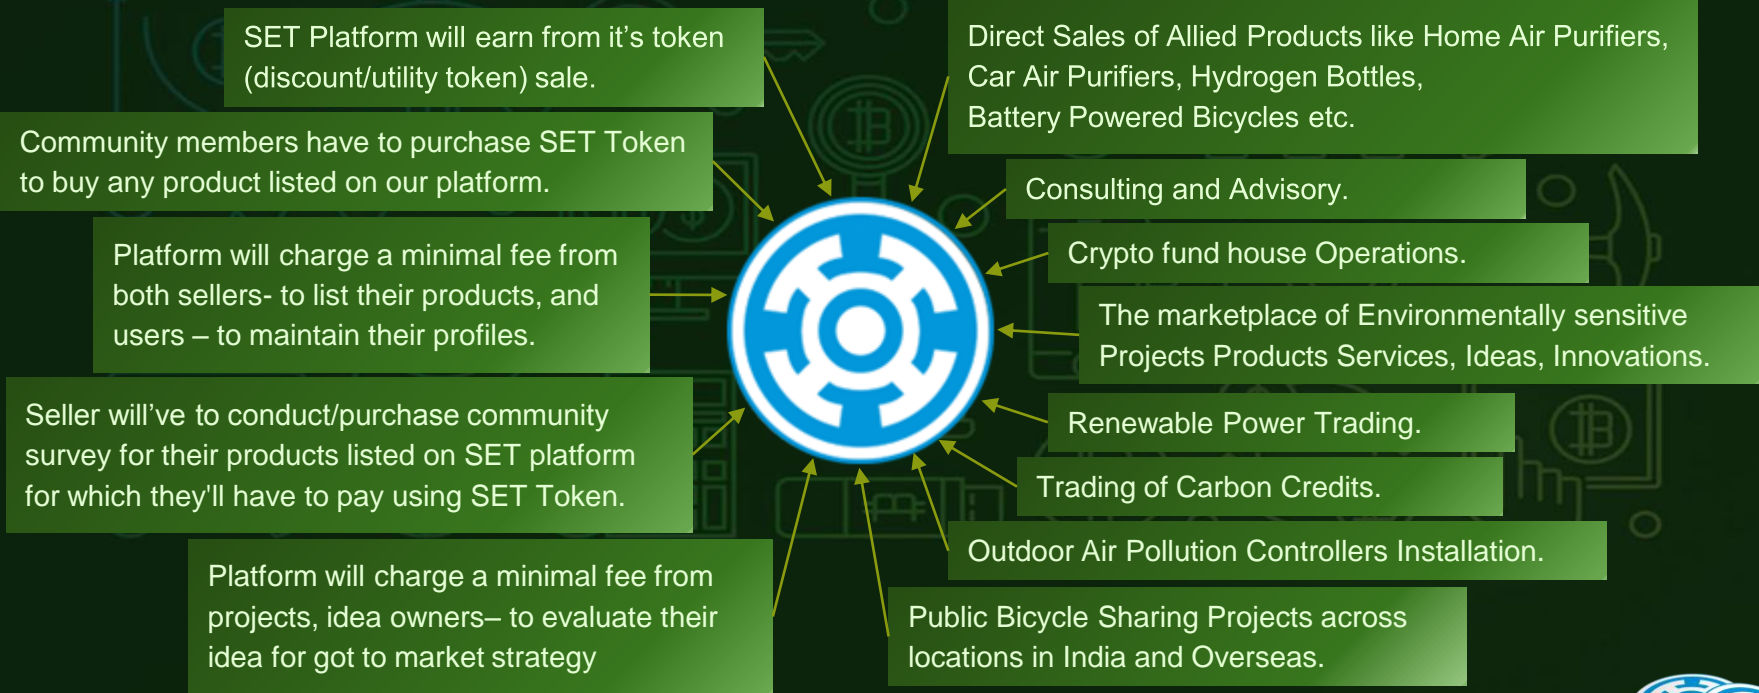 SET Platform will earn from it's token
(discount/utility token) sale.
Community members have to purchase SET Token
to buy any product listed on our platform.
Platform will charge a minimal fee from
both sellers- to list their products, and
users – to maintain their profiles.
Seller will've to conduct/purchase community
survey for their products listed on SET platform
for which they'll have to pay using SET Token.
Platform will charge a minimal fee from
projects, idea owners– to evaluate their
idea for got to market strategy
Direct Sales of Allied Products like Home Air Purifiers,
Car Air Purifiers, Hydrogen Bottles,
Battery Powered Bicycles etc.
Consulting and Advisory.
Crypto fund house Operations.
The marketplace of Environmentally sensitive
Projects Products Services, Ideas, Innovations.
Renewable Power Trading.
Trading of Carbon Credits.
Outdoor Air Pollution Controllers Installation.
Public Bicycle Sharing Projects across
locations in India and Overseas.